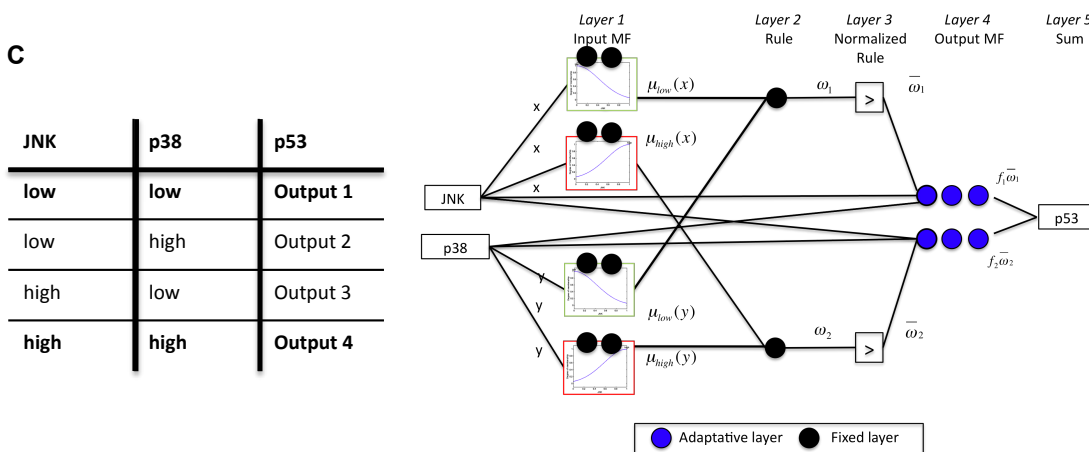 C
JNK p38 p53
low low Output 1
low high Output 2
high low Output 3
high high Output 4
Layer 1 Layer 2 Layer 3 Layer 4 Layer 5
Input MF Rule Normalized Rule Output MF Sum
x
x
x
JNK
p38
y
y
y
μlow(x)
μhigh(x)
μlow(y)
μhigh(y)
ω1
ω2
>
>
ω̅1
ω̅2
f1ω̅1
f2ω̅2
p53
Adaptative layer Fixed layer